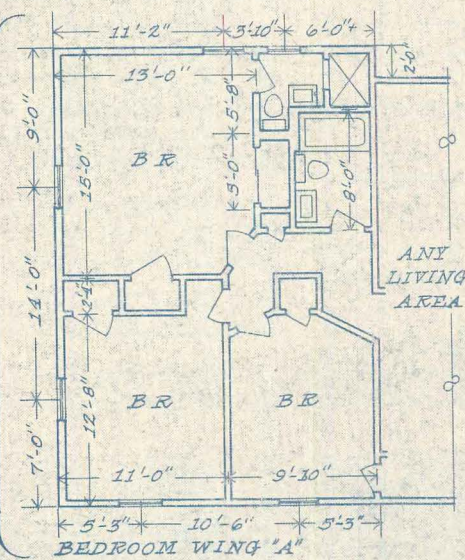 11'-2" 3'-10" 6'-0"+
13'-0"
2'-0"
9'-0"
5'-8"
BR
15'-0"
3'-0"
8'-0"
ANY
LIVING
AREA
14'-0"
2'-4"
12'-8"
BR
BR
7'-0"
11'-0" 9'-10"
5'-3" 10'-6" 5'-3"
BEDROOM WING "A"